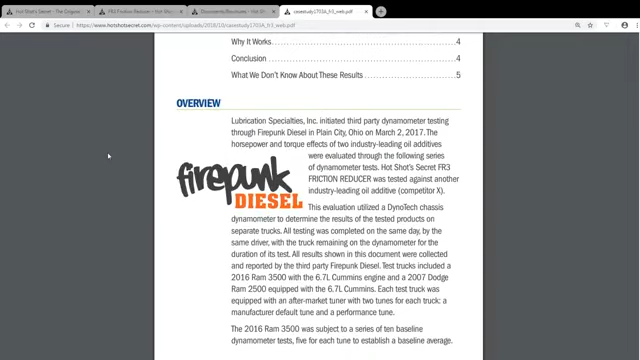 Hot Shot's Secret - The Original
FR3 Friction Reducer - Hot Shot
Documents/Brochures - Hot Sh
casestudy1703A_fr3_web.pdf
https://www.hotshotsecret.com/wp-content/uploads/2018/10/casestudy1703A_fr3_web.pdf
Why It Works 4
Conclusion 4
What We Don't Know About These Results 5
OVERVIEW
Lubrication Specialties, Inc. initiated third party dynamometer testing
through Firepunk Diesel in Plain City, Ohio on March 2, 2017. The
horsepower and torque effects of two industry-leading oil additives
were evaluated through the following series
of dynamometer tests. Hot Shot's Secret FR3
FRICTION REDUCER was tested against another
industry-leading oil additive (competitor X).
firepunk
DIESEL
This evaluation utilized a DynoTech chassis
dynamometer to determine the results of the tested products on
separate trucks. All testing was completed on the same day, by the
same driver, with the truck remaining on the dynamometer for the
duration of its test. All results shown in this document were collected
and reported by the third party Firepunk Diesel. Test trucks included a
2016 Ram 3500 with the 6.7L Cummins engine and a 2007 Dodge
Ram 2500 equipped with the 6.7L Cummins. Each test truck was
equipped with an after-market tuner with two tunes for each truck: a
manufacturer default tune and a performance tune.
The 2016 Ram 3500 was subject to a series of ten baseline
dynamometer tests, five for each tune to establish a baseline average.